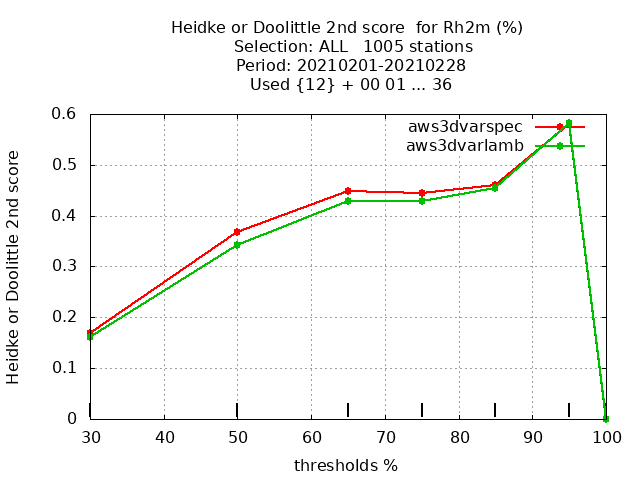 Heidke or Doolittle 2nd score  for Rh2m (%)
Selection: ALL   1005 stations
Period: 20210201-20210228
Used {12} + 00 01 ... 36
aws3dvarspec
aws3dvarlamb
Heidke or Doolittle 2nd score
0.6
0.5
0.4
0.3
0.2
0.1
0
30 40 50 60 70 80 90 100
thresholds %